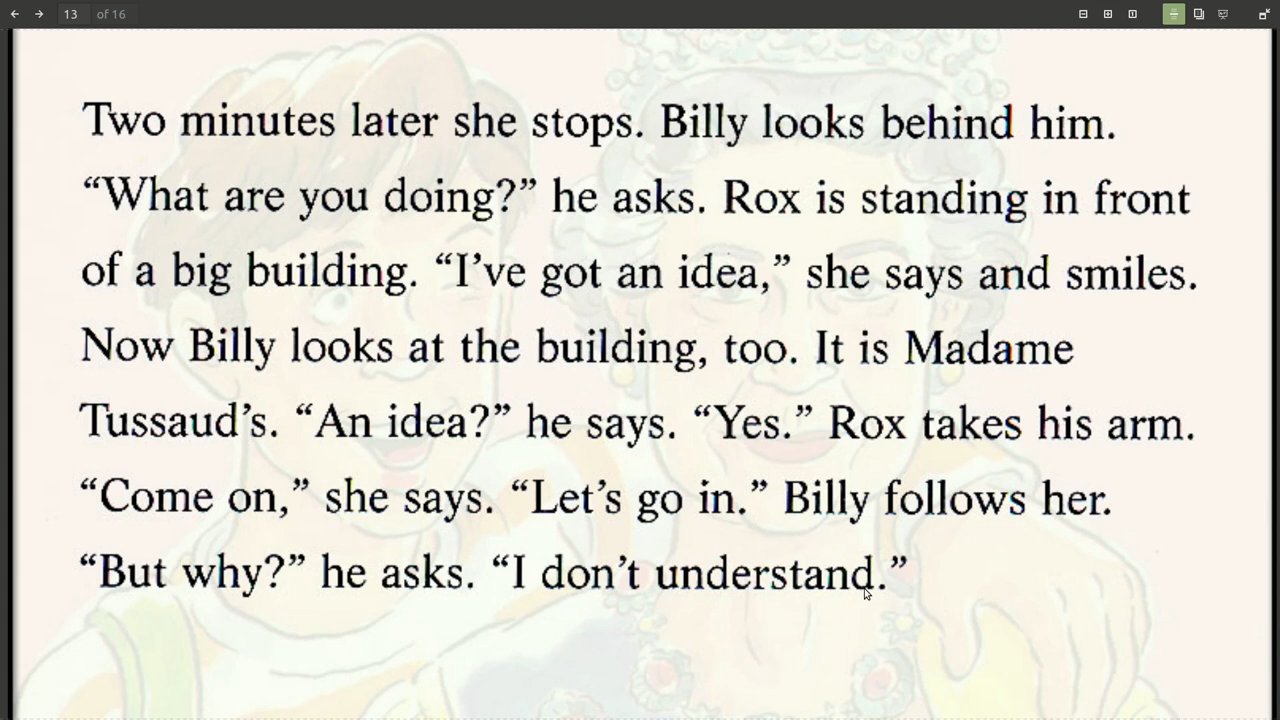 13 of 16
Two minutes later she stops. Billy looks behind him.
“What are you doing?” he asks. Rox is standing in front
of a big building. “I’ve got an idea,” she says and smiles.
Now Billy looks at the building, too. It is Madame
Tussaud’s. “An idea?” he says. “Yes.” Rox takes his arm.
“Come on,” she says. “Let’s go in.” Billy follows her.
“But why?” he asks. “I don’t understand.”